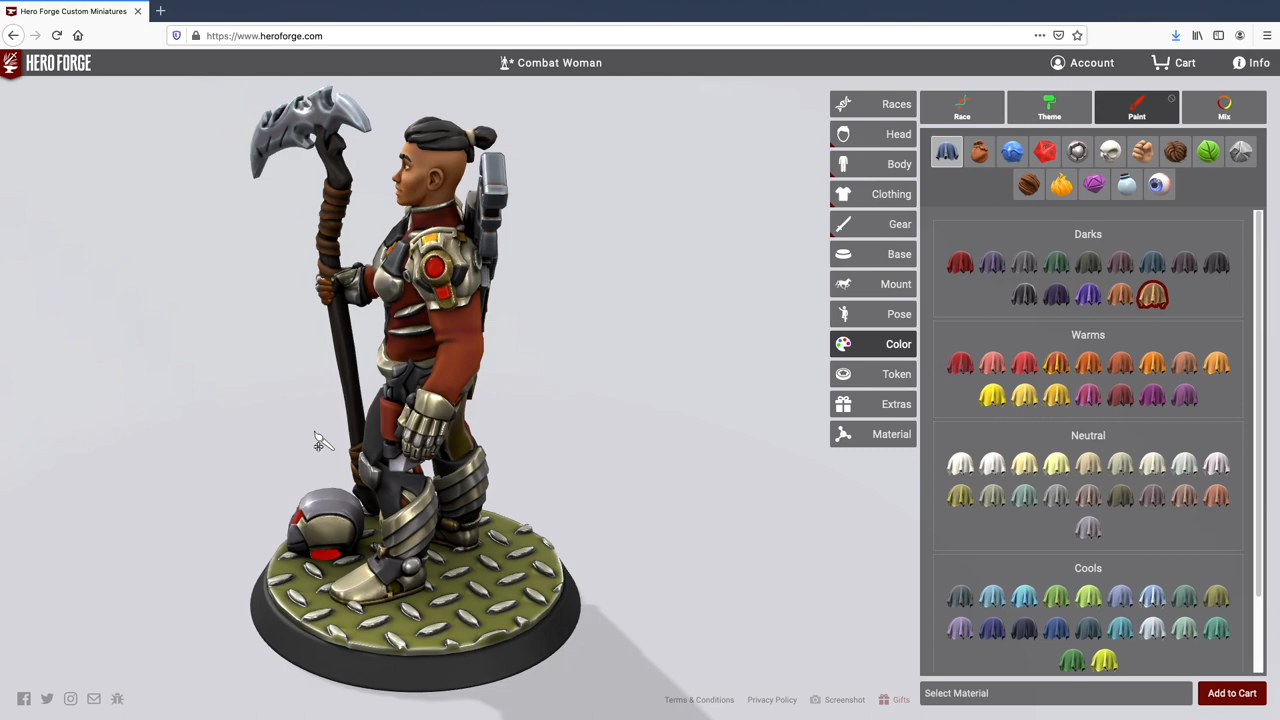 Hero Forge Custom Miniatures
https://www.heroforge.com
HERO FORGE
* Combat Woman
Account
Cart
Info
Races
Head
Body
Clothing
Gear
Base
Mount
Pose
Color
Token
Extras
Material
Race
Theme
Paint
Mix
Darks
Warms
Neutral
Cools
Terms & Conditions
Privacy Policy
Screenshot
Gifts
Select Material
Add to Cart